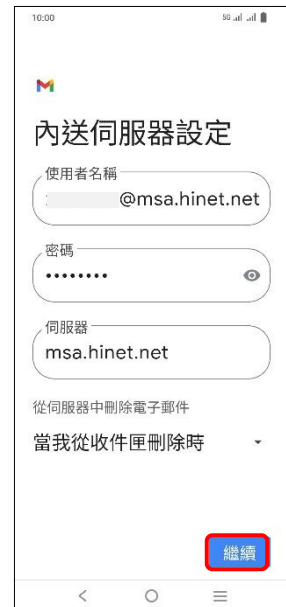 10:00
5G
內送伺服器設定
使用者名稱
@msa.hinet.net
密碼
••••••••
伺服器
msa.hinet.net
從伺服器中刪除電子郵件
當我從收件匣刪除時
繼續